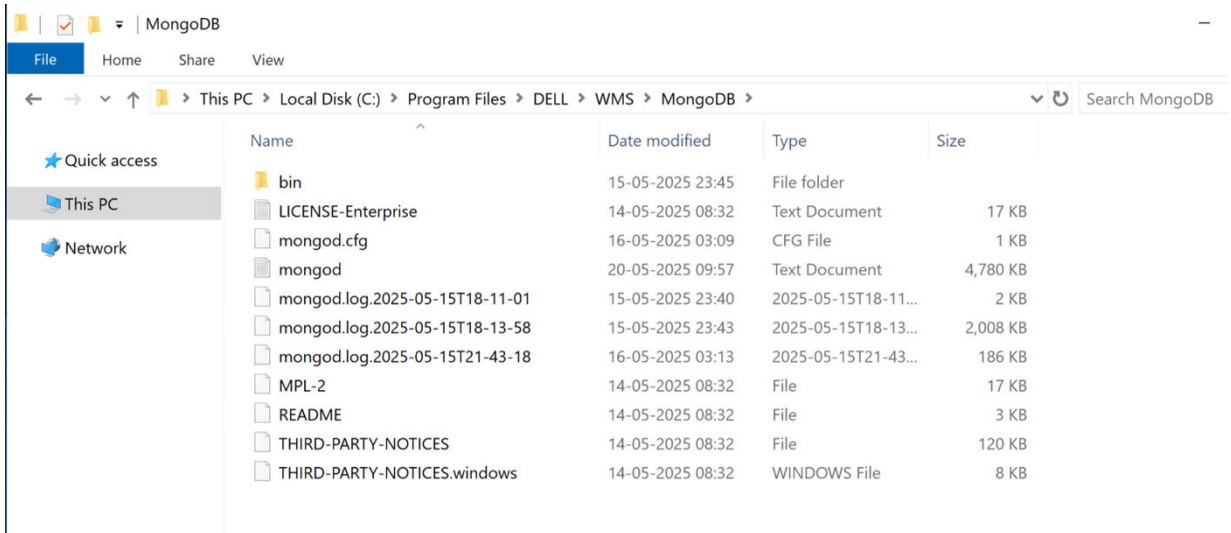 MongoDB
File Home Share View
This PC > Local Disk (C:) > Program Files > DELL > WMS > MongoDB >
Search MongoDB
Name Date modified Type Size
Quick access
This PC
Network
bin 15-05-2025 23:45 File folder
LICENSE-Enterprise 14-05-2025 08:32 Text Document 17 KB
mongod.cfg 16-05-2025 03:09 CFG File 1 KB
mongod 20-05-2025 09:57 Text Document 4,780 KB
mongod.log.2025-05-15T18-11-01 15-05-2025 23:40 2025-05-15T18-11... 2 KB
mongod.log.2025-05-15T18-13-58 15-05-2025 23:43 2025-05-15T18-13... 2,008 KB
mongod.log.2025-05-15T21-43-18 16-05-2025 03:13 2025-05-15T21-43... 186 KB
MPL-2 14-05-2025 08:32 File 17 KB
README 14-05-2025 08:32 File 3 KB
THIRD-PARTY-NOTICES 14-05-2025 08:32 File 120 KB
THIRD-PARTY-NOTICES.windows 14-05-2025 08:32 WINDOWS File 8 KB